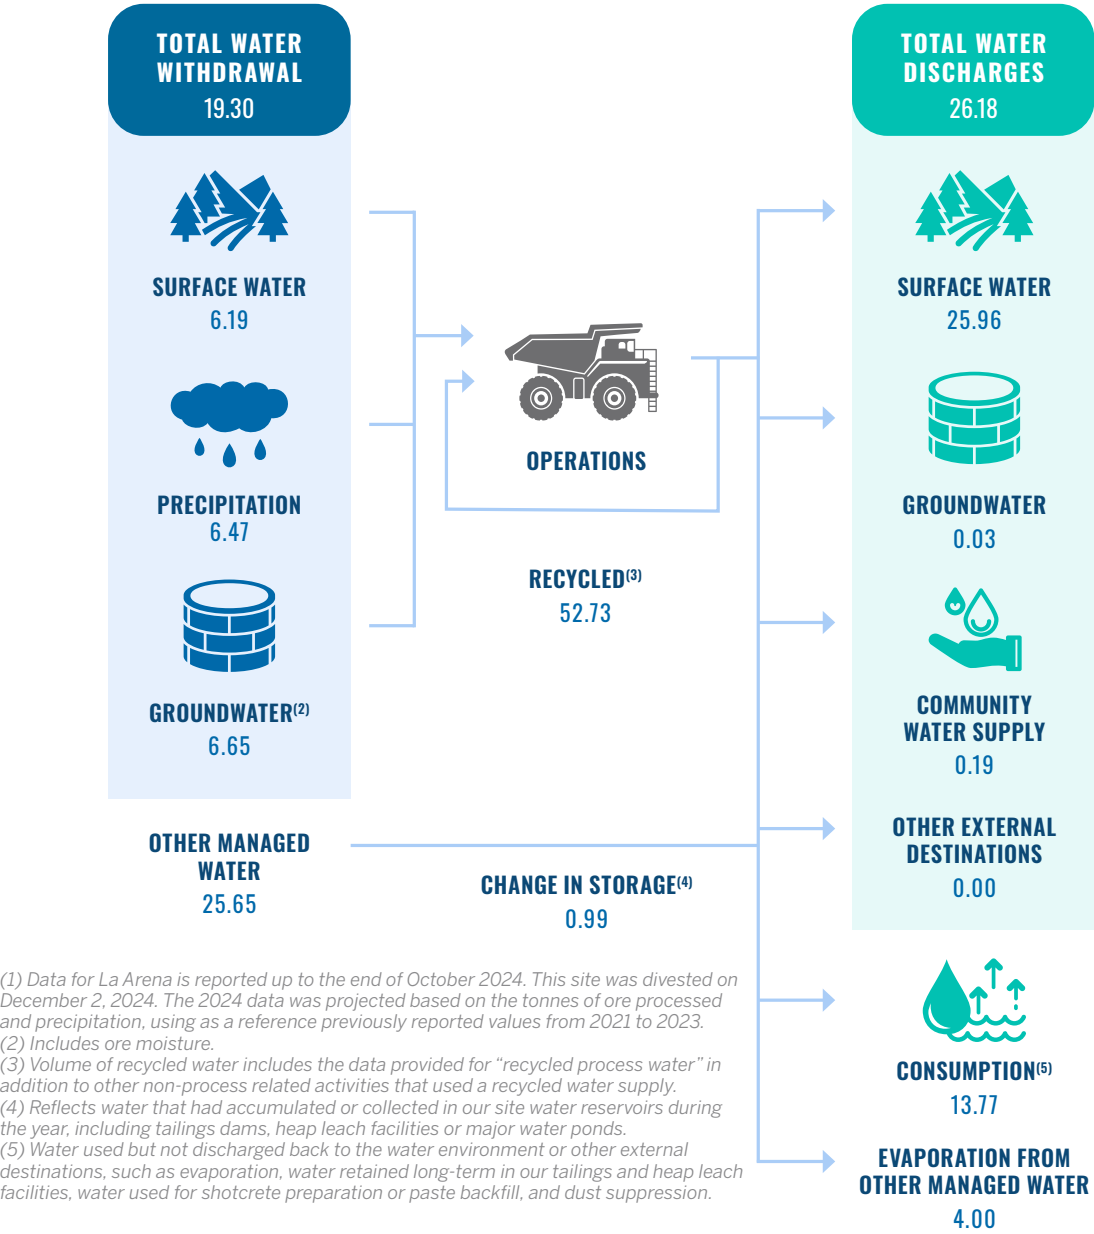 TOTAL WATER
WITHDRAWAL
19.30
SURFACE WATER
6.19
PRECIPITATION
6.47
GROUNDWATER(2)
6.65
OTHER MANAGED
WATER
25.65
OPERATIONS
RECYCLED(3)
52.73
CHANGE IN STORAGE(4)
0.99
TOTAL WATER
DISCHARGES
26.18
SURFACE WATER
25.96
GROUNDWATER
0.03
COMMUNITY
WATER SUPPLY
0.19
OTHER EXTERNAL
DESTINATIONS
0.00
CONSUMPTION(5)
13.77
EVAPORATION FROM
OTHER MANAGED WATER
4.00
(1) Data for La Arena is reported up to the end of October 2024. This site was divested on
December 2, 2024. The 2024 data was projected based on the tonnes of ore processed
and precipitation, using as a reference previously reported values from 2021 to 2023.
(2) Includes ore moisture.
(3) Volume of recycled water includes the data provided for “recycled process water” in
addition to other non-process related activities that used a recycled water supply.
(4) Reflects water that had accumulated or collected in our site water reservoirs during
the year, including tailings dams, heap leach facilities or major water ponds.
(5) Water used but not discharged back to the water environment or other external
destinations, such as evaporation, water retained long-term in our tailings and heap leach
facilities, water used for shotcrete preparation or paste backfill, and dust suppression.